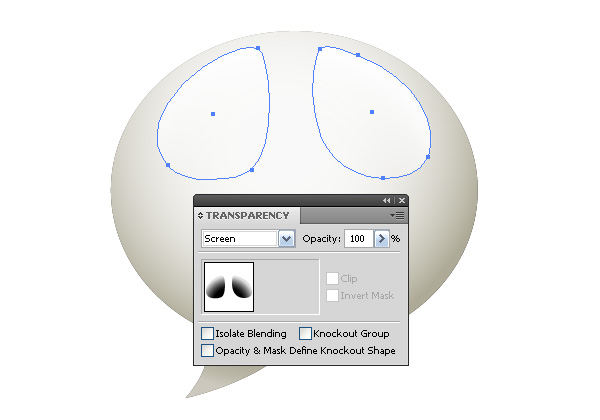 TRANSPARENCY
Screen Opacity: 100 %
Clip
Invert Mask
Isolate Blending Knockout Group
Opacity & Mask Define Knockout Shape